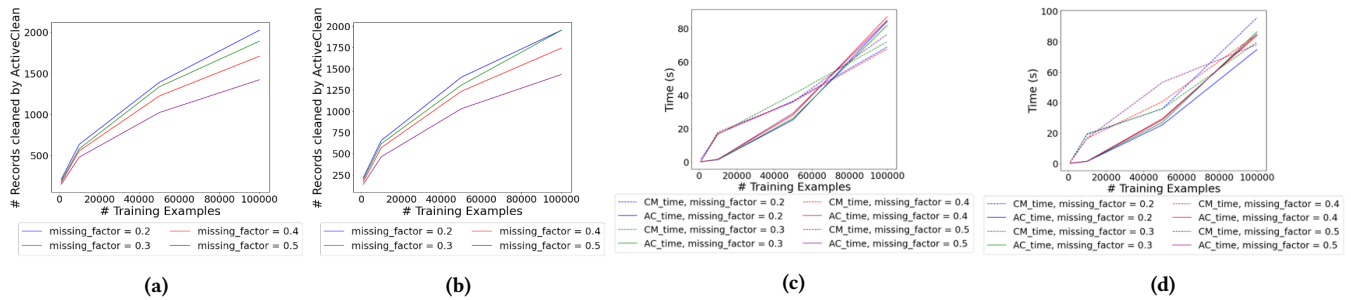 # Records cleaned by ActiveClean
2000
1500
1000
500
0 20000 40000 60000 80000 100000
# Training Examples
missing_factor = 0.2 missing_factor = 0.4
missing_factor = 0.3 missing_factor = 0.5
(a)
# Records cleaned by ActiveClean
2000
1750
1500
1250
1000
750
500
250
0 20000 40000 60000 80000 100000
# Training Examples
missing_factor = 0.2 missing_factor = 0.4
missing_factor = 0.3 missing_factor = 0.5
(b)
Time (s)
80
60
40
20
0
0 20000 40000 60000 80000 100000
# Training Examples
CM_time, missing_factor = 0.2 CM_time, missing_factor = 0.4
AC_time, missing_factor = 0.2 AC_time, missing_factor = 0.4
CM_time, missing_factor = 0.3 CM_time, missing_factor = 0.5
AC_time, missing_factor = 0.3 AC_time, missing_factor = 0.5
(c)
Time (s)
100
80
60
40
20
0
0 20000 40000 60000 80000 100000
# Training Examples
CM_time, missing_factor = 0.2 CM_time, missing_factor = 0.4
AC_time, missing_factor = 0.2 AC_time, missing_factor = 0.4
CM_time, missing_factor = 0.3 CM_time, missing_factor = 0.5
AC_time, missing_factor = 0.3 AC_time, missing_factor = 0.5
(d)